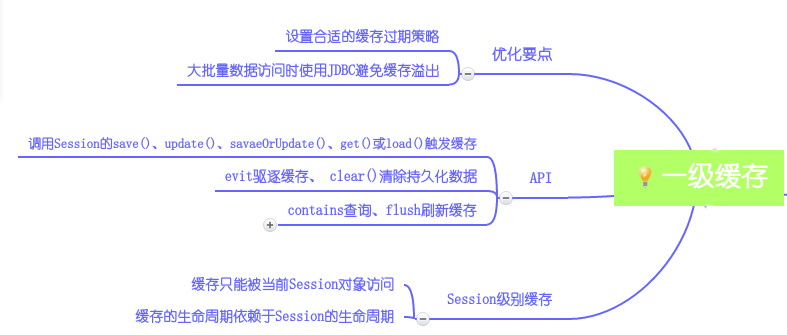 设置合适的缓存过期策略
大批量数据访问时使用JDBC避免缓存溢出
优化要点
调用Session的save()、update()、savaeOrUpdate()、get()或load()触发缓存
evit驱逐缓存、 clear()清除持久化数据
contains查询、flush刷新缓存
API
一级缓存
缓存只能被当前Session对象访问
缓存的生命周期依赖于Session的生命周期
Session级别缓存